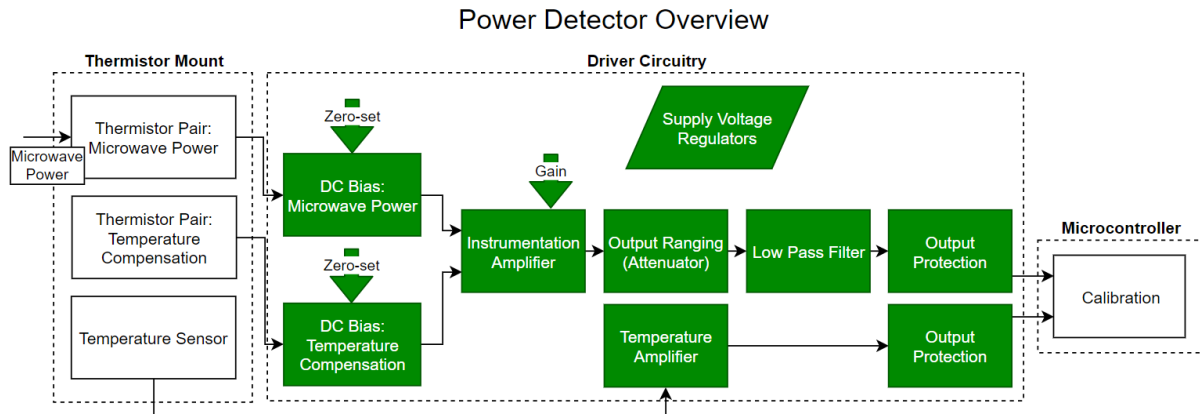 Power Detector Overview
Thermistor Mount
Driver Circuitry
Microwave
Power
Thermistor Pair:
Microwave Power
Thermistor Pair:
Temperature
Compensation
Temperature Sensor
Zero-set
DC Bias:
Microwave Power
Zero-set
DC Bias:
Temperature
Compensation
Gain
Instrumentation
Amplifier
Supply Voltage
Regulators
Output Ranging
(Attenuator)
Low Pass Filter
Output
Protection
Temperature
Amplifier
Output
Protection
Microcontroller
Calibration